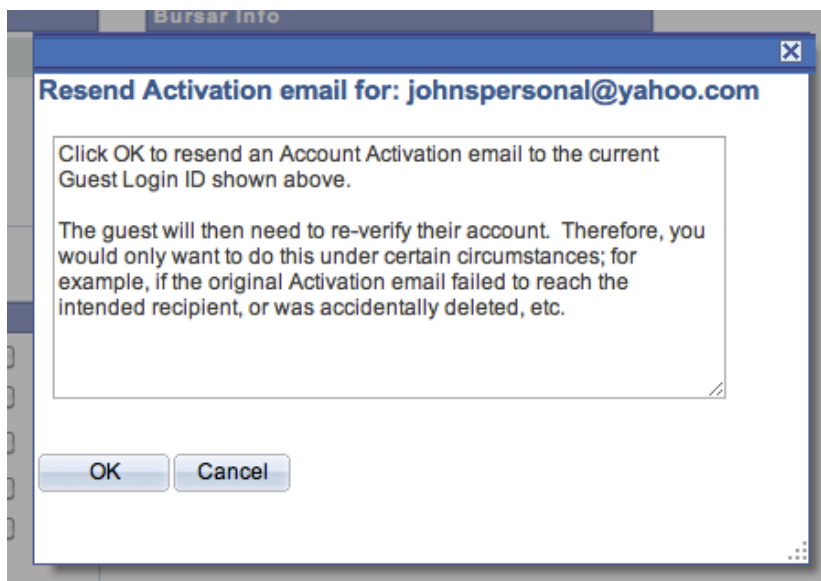 Bursar Info
Resend Activation email for: johnspersonal@yahoo.com
Click OK to resend an Account Activation email to the current
Guest Login ID shown above.
The guest will then need to re-verify their account.  Therefore, you
would only want to do this under certain circumstances; for
example, if the original Activation email failed to reach the
intended recipient, or was accidentally deleted, etc.
OK
Cancel